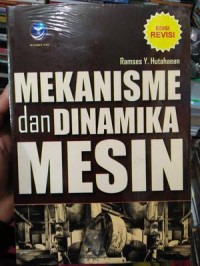 EDISI
REVISI
Ramses Y. Hutahaean
MEKANISME
dan DINAMIKA
MESIN